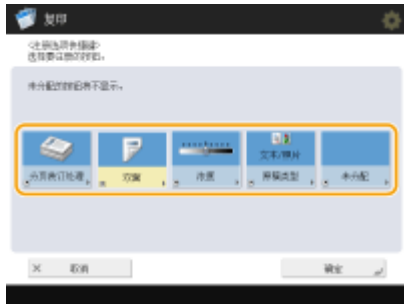 复印
<注册选项快捷键>
选择要注册的按钮。
未分配的按钮将不显示。
文本/照片
分页装订处理
双面
浓度
原稿类型
未分配
× 取消
确定